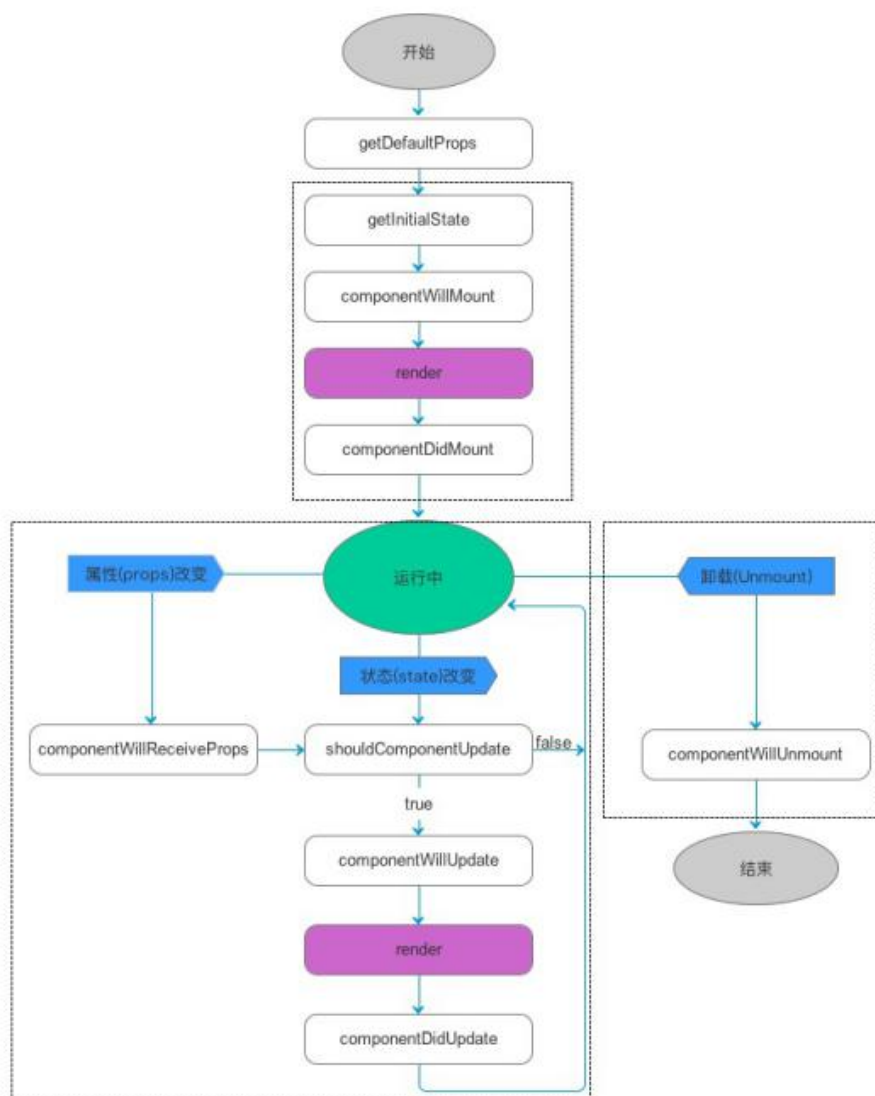 开始
getDefaultProps
getInitialState
componentWillMount
render
componentDidMount
运行中
属性(props)改变
卸载(Unmount)
状态(state)改变
componentWillReceiveProps
shouldComponentUpdate
false
componentWillUnmount
true
componentWillUpdate
结束
render
componentDidUpdate